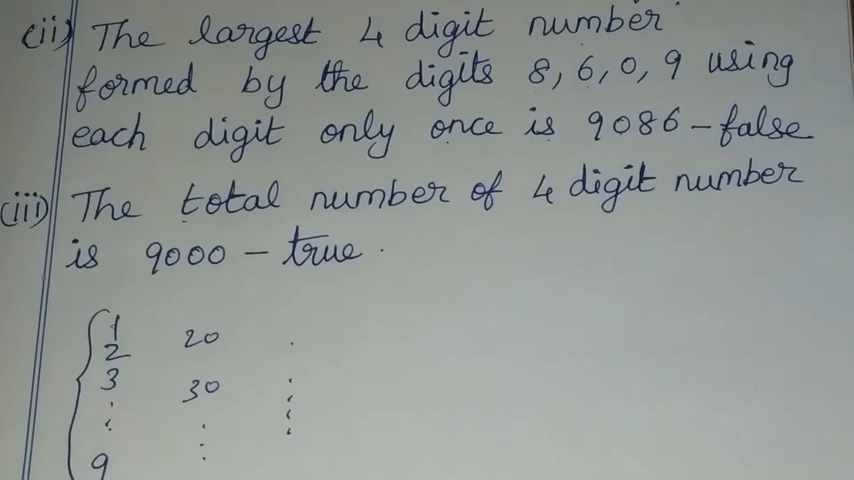 (ii) The largest 4 digit number
formed by the digits 8, 6, 0, 9 using
each digit only once is 9086 - false
(iii) The total number of 4 digit number
is 9000 - true.
1
2 20 .
3 30 .
: : :
9